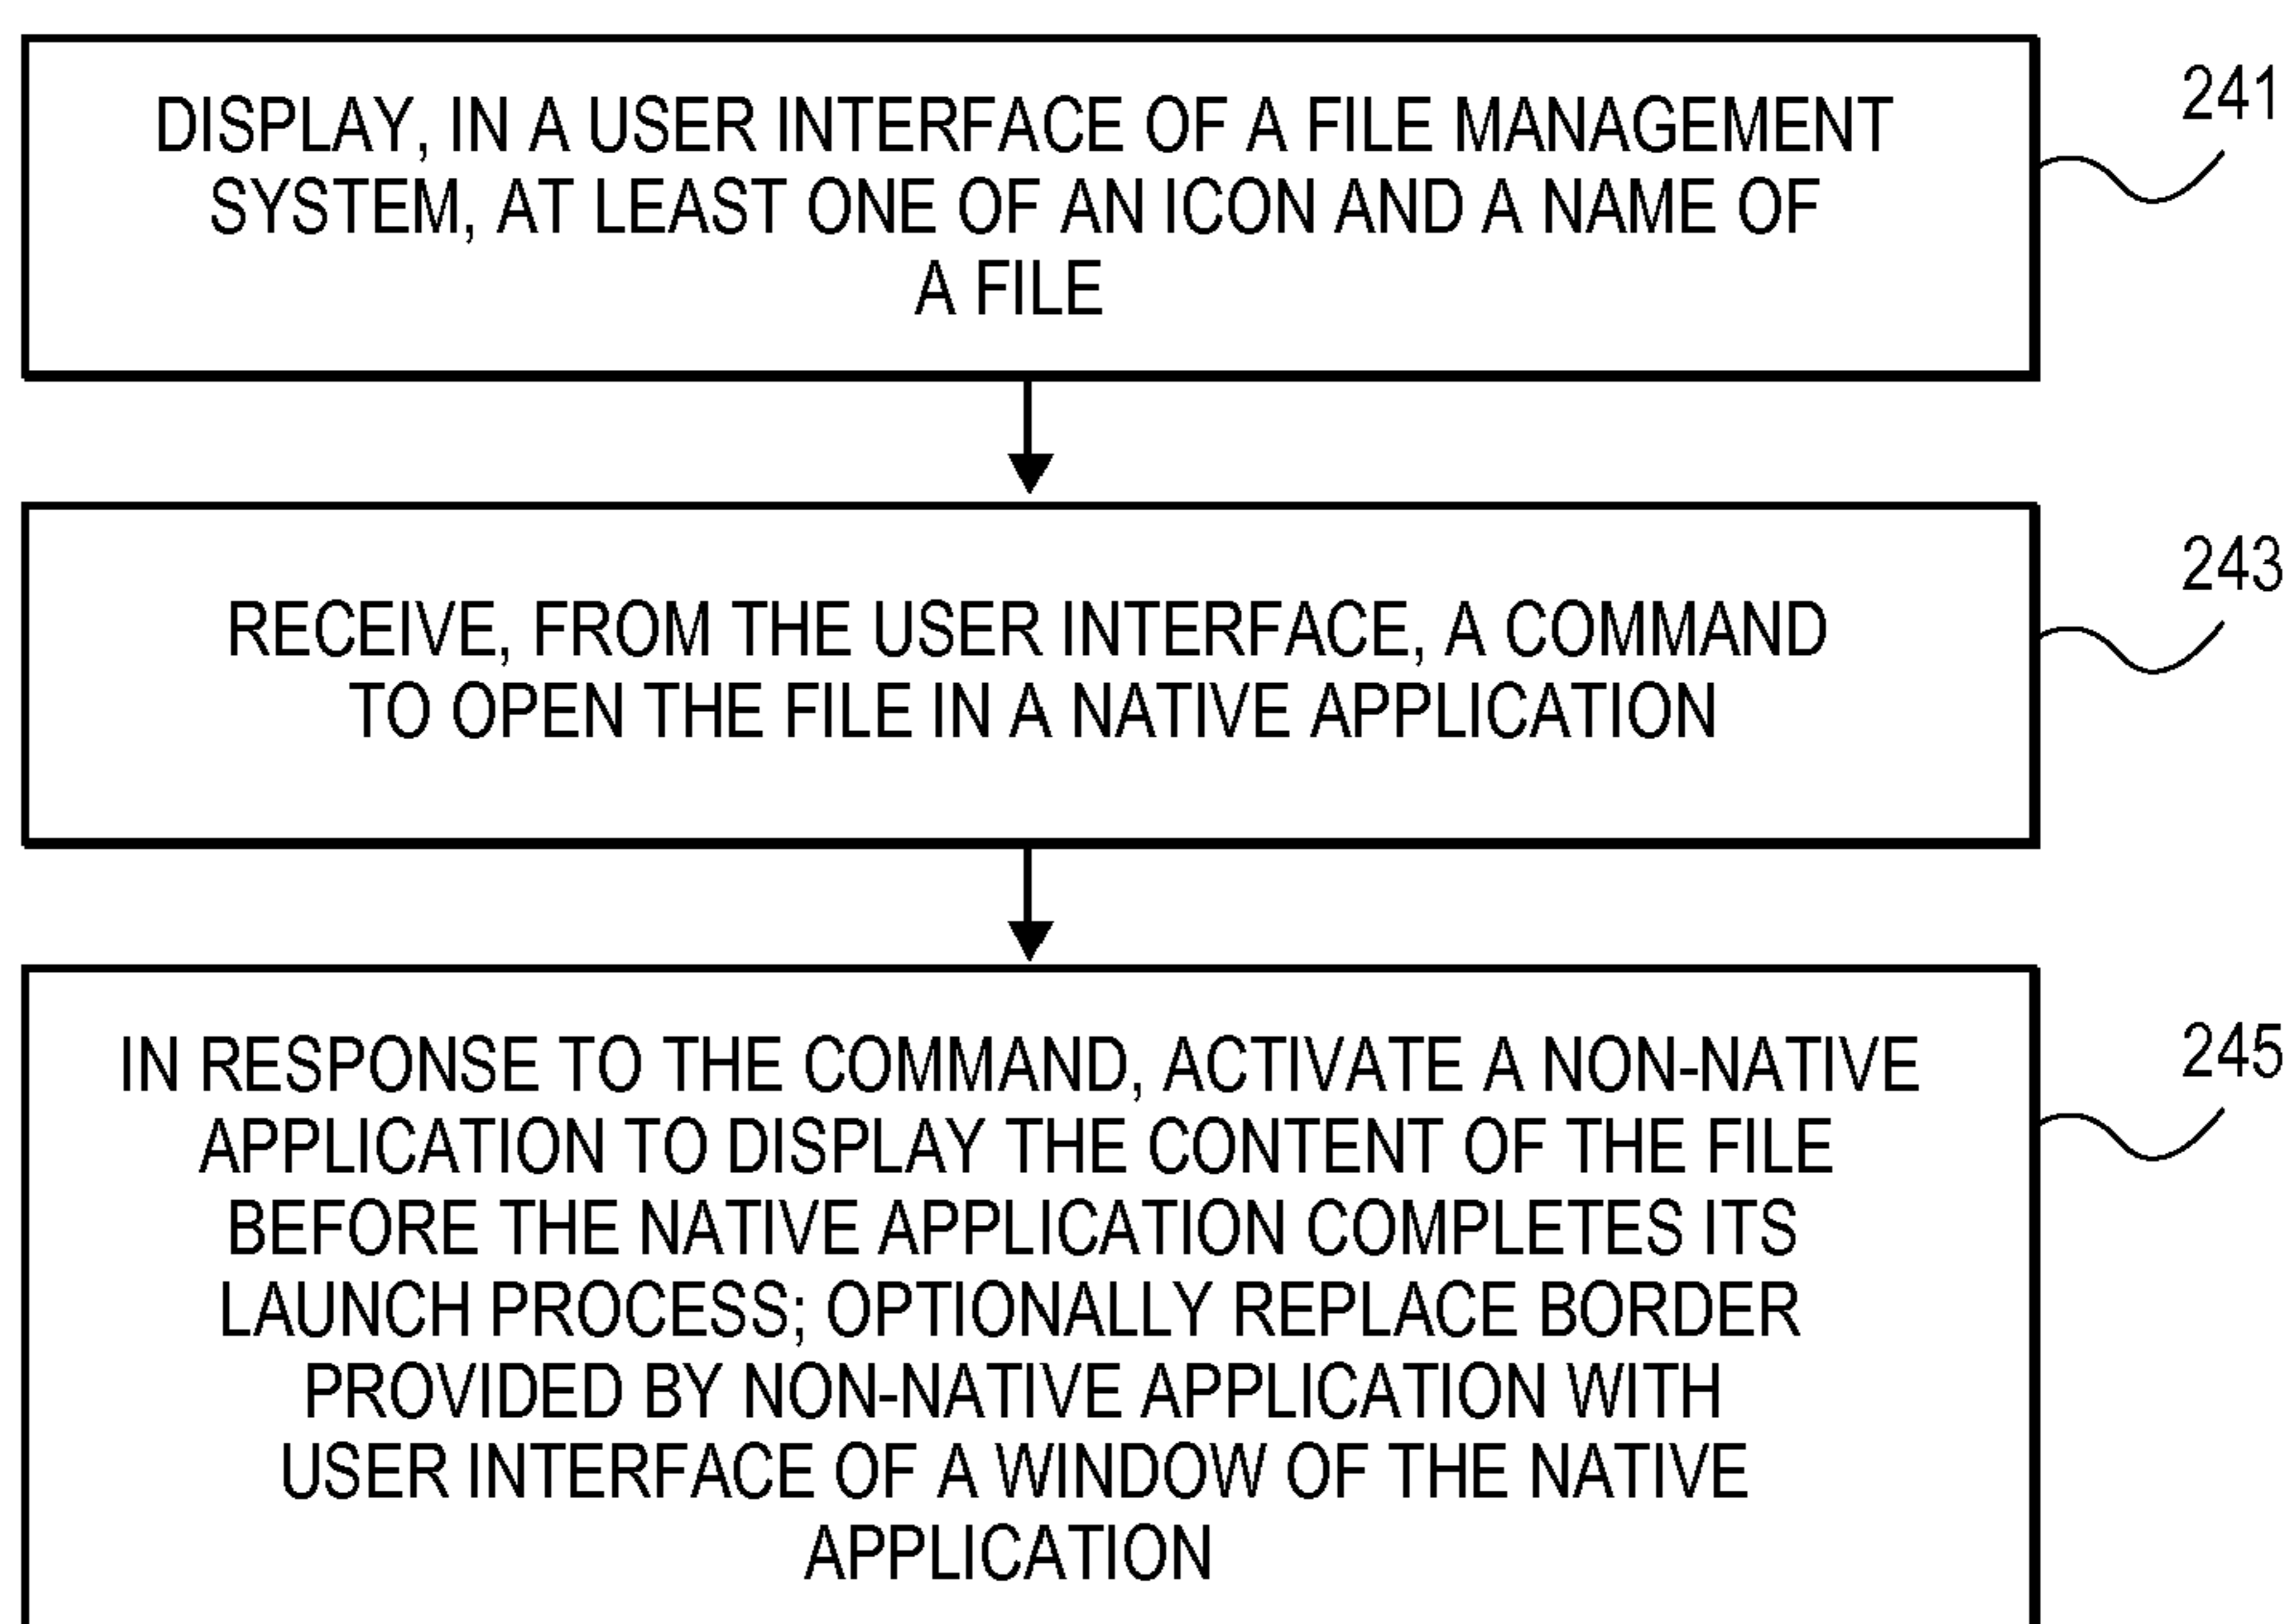 DISPLAY, IN A USER INTERFACE OF A FILE MANAGEMENT
SYSTEM, AT LEAST ONE OF AN ICON AND A NAME OF
A FILE
241
RECEIVE, FROM THE USER INTERFACE, A COMMAND
TO OPEN THE FILE IN A NATIVE APPLICATION
243
IN RESPONSE TO THE COMMAND, ACTIVATE A NON-NATIVE
APPLICATION TO DISPLAY THE CONTENT OF THE FILE
BEFORE THE NATIVE APPLICATION COMPLETES ITS
LAUNCH PROCESS; OPTIONALLY REPLACE BORDER
PROVIDED BY NON-NATIVE APPLICATION WITH
USER INTERFACE OF A WINDOW OF THE NATIVE
APPLICATION
245